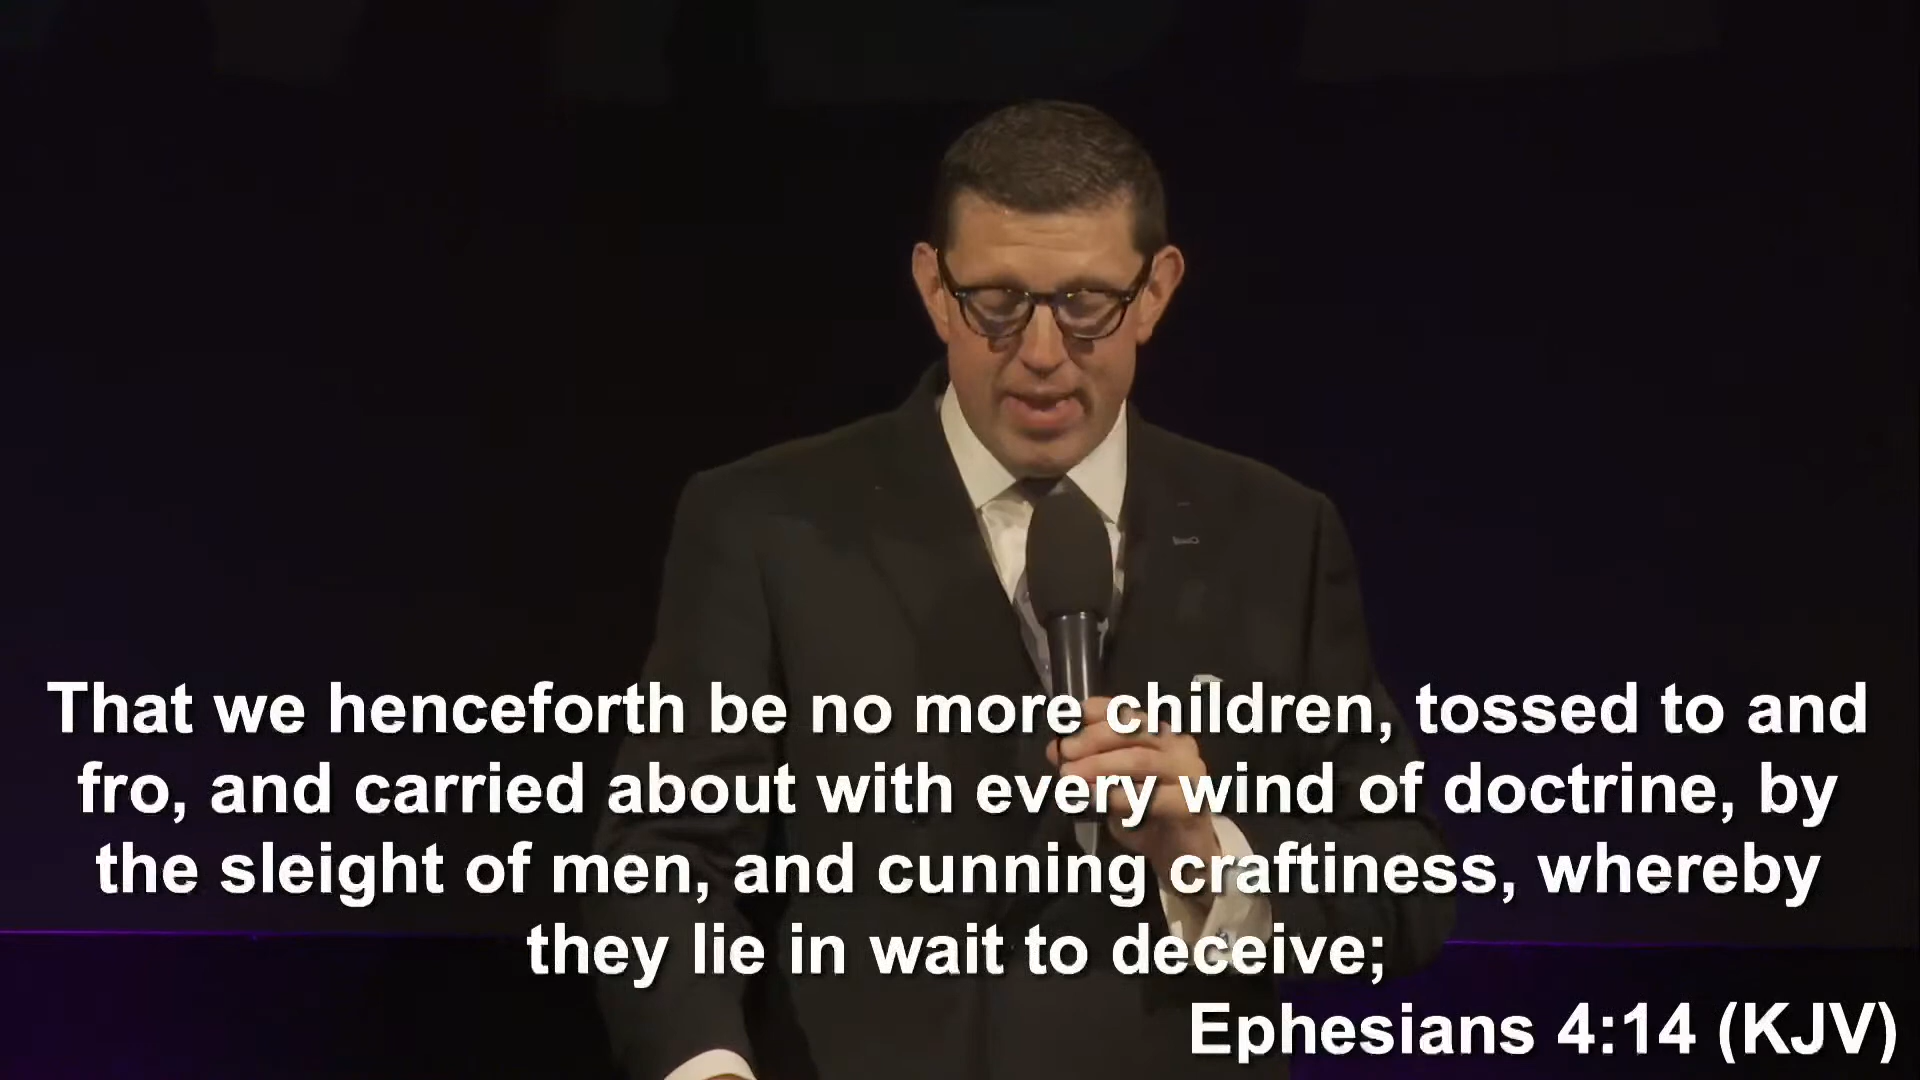 That we henceforth be no more children, tossed to and
fro, and carried about with every wind of doctrine, by
the sleight of men, and cunning craftiness, whereby
they lie in wait to deceive;
Ephesians 4:14 (KJV)